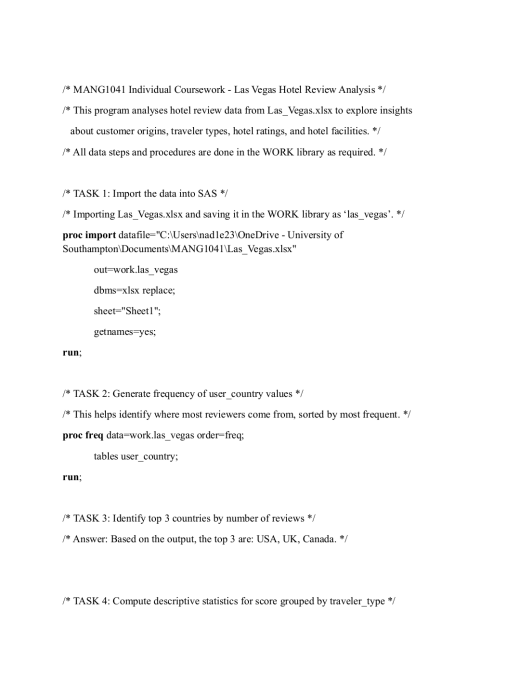 /* MANG1041 Individual Coursework - Las Vegas Hotel Review Analysis */
/* This program analyses hotel review data from Las_Vegas.xlsx to explore insights
about customer origins, traveler types, hotel ratings, and hotel facilities. */
/* All data steps and procedures are done in the WORK library as required. */
/* TASK 1: Import the data into SAS */
/* Importing Las_Vegas.xlsx and saving it in the WORK library as ‘las_vegas’. */
proc import datafile="C:\Users\nad1e23\OneDrive - University of
Southampton\Documents\MANG1041\Las_Vegas.xlsx"
out=work.las_vegas
dbms=xlsx replace;
sheet="Sheet1";
getnames=yes;
run;
/* TASK 2: Generate frequency of user_country values */
/* This helps identify where most reviewers come from, sorted by most frequent. */
proc freq data=work.las_vegas order=freq;
tables user_country;
run;
/* TASK 3: Identify top 3 countries by number of reviews */
/* Answer: Based on the output, the top 3 are: USA, UK, Canada. */
/* TASK 4: Compute descriptive statistics for score grouped by traveler_type */